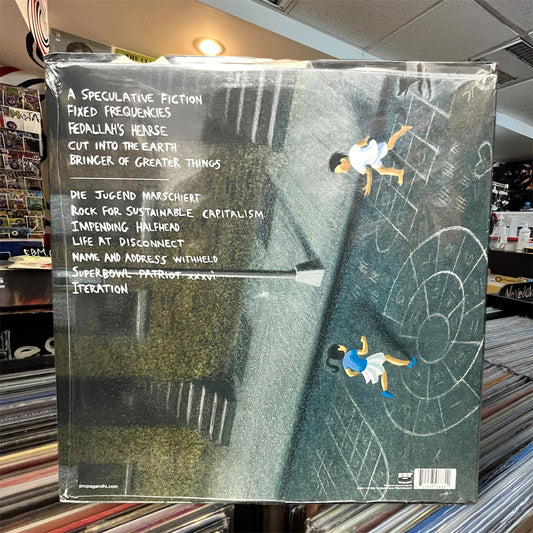 A SPECULATIVE FICTION
FIXED FREQUENCIES
FEDALLAH'S HEARSE
CUT INTO THE EARTH
BRINGER OF GREATER THINGS
DIE JUGEND MARSCHIERT
ROCK FOR SUSTAINABLE CAPITALISM
IMPENDING HALFHEAD
LIFE AT DISCONNECT
NAME AND ADDRESS WITHHELD
SUPERBOWL PATRIOT XXXVI
ITERATION
propagandhi.com
FAT